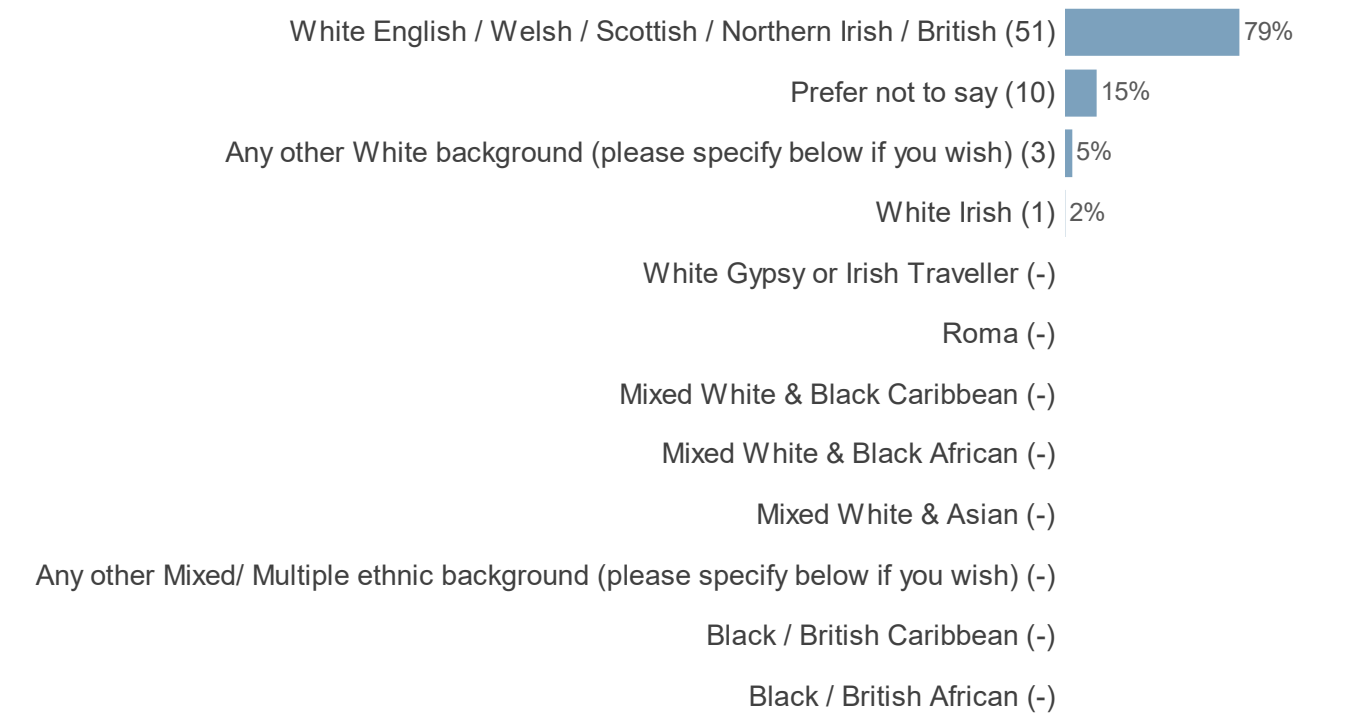 White English / Welsh / Scottish / Northern Irish / British (51) 79%
Prefer not to say (10) 15%
Any other White background (please specify below if you wish) (3) 5%
White Irish (1) 2%
White Gypsy or Irish Traveller (-)
Roma (-)
Mixed White & Black Caribbean (-)
Mixed White & Black African (-)
Mixed White & Asian (-)
Any other Mixed/ Multiple ethnic background (please specify below if you wish) (-)
Black / British Caribbean (-)
Black / British African (-)